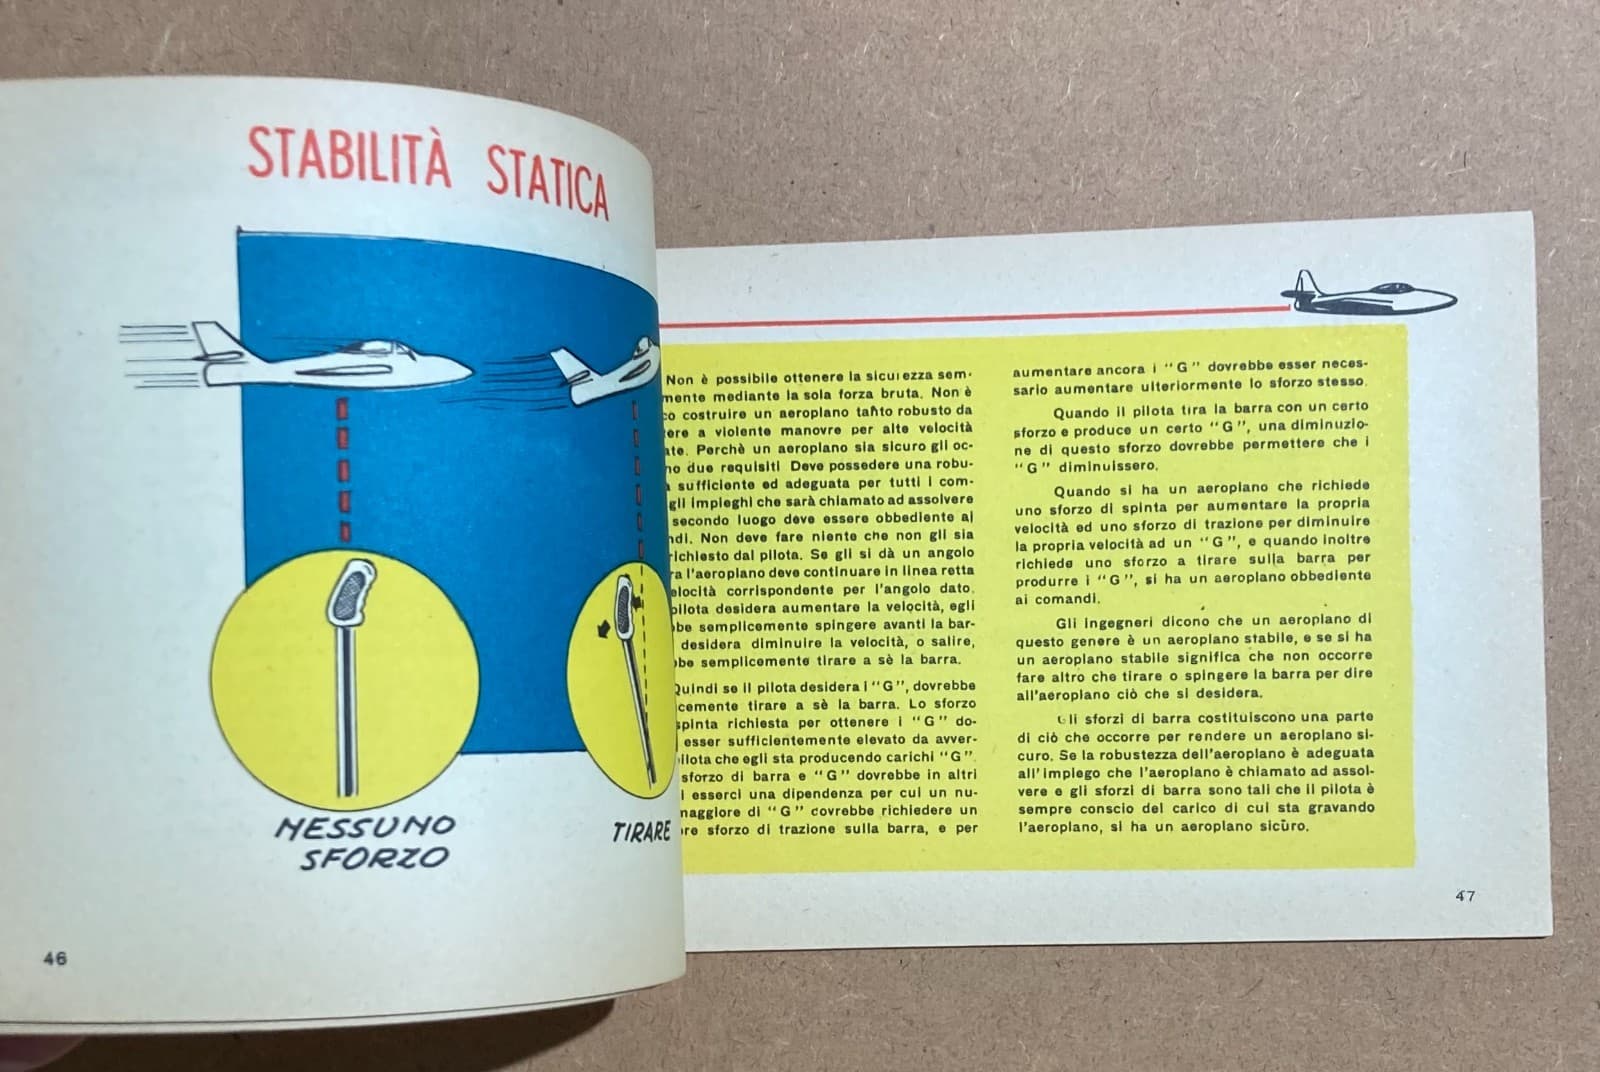 STABILITÀ STATICA
NESSUNO
SFORZO
TIRARE
46
Non è possibile ottenere la sicurezza sem-
mente mediante la sola forza bruta. Non è
costruire un aeroplano tanto robusto da
a violente manovre per alte velocità
Perchè un aeroplano sia sicuro gli oc-
due requisiti Deve possedere una robu-
sufficiente ed adeguata per tutti i com-
gli impieghi che sarà chiamato ad assolvere
secondo luogo deve essere obbediente ai
Non deve fare niente che non gli sia
richiesto dal pilota. Se gli si dà un angolo
l'aeroplano deve continuare in linea retta
velocità corrispondente per l'angolo dato.
pilota desidera aumentare la velocità, egli
semplicemente spingere avanti la bar-
desidera diminuire la velocità, o salire,
semplicemente tirare a sè la barra.
Quindi se il pilota desidera i "G", dovrebbe
cemente tirare a sè la barra. Lo sforzo
spinta richiesta per ottenere i "G" do-
esser sufficientemente elevato da avver-
pilota che egli sta producendo carichi "G".
sforzo di barra e "G" dovrebbe in altri
esserci una dipendenza per cui un nu-
maggiore di "G" dovrebbe richiedere un
sforzo di trazione sulla barra, e per
aumentare ancora i "G" dovrebbe esser neces-
sario aumentare ulteriormente lo sforzo stesso.
Quando il pilota tira la barra con un certo
sforzo e produce un certo "G", una diminuzio-
ne di questo sforzo dovrebbe permettere che i
"G" diminuissero.
Quando si ha un aeroplano che richiede
uno sforzo di spinta per aumentare la propria
velocità ed uno sforzo di trazione per diminuire
la propria velocità ad un "G", e quando inoltre
richiede uno sforzo a tirare sulla barra per
produrre i "G", si ha un aeroplano obbediente
ai comandi.
Gli ingegneri dicono che un aeroplano di
questo genere è un aeroplano stabile, e se si ha
un aeroplano stabile significa che non occorre
fare altro che tirare o spingere la barra per dire
all'aeroplano ciò che si desidera.
Gli sforzi di barra costituiscono una parte
di ciò che occorre per rendere un aeroplano si-
curo. Se la robustezza dell'aeroplano è adeguata
all'impiego che l'aeroplano è chiamato ad assol-
vere e gli sforzi di barra sono tali che il pilota è
sempre conscio del carico di cui sta gravando
l'aeroplano, si ha un aeroplano sicuro.
47